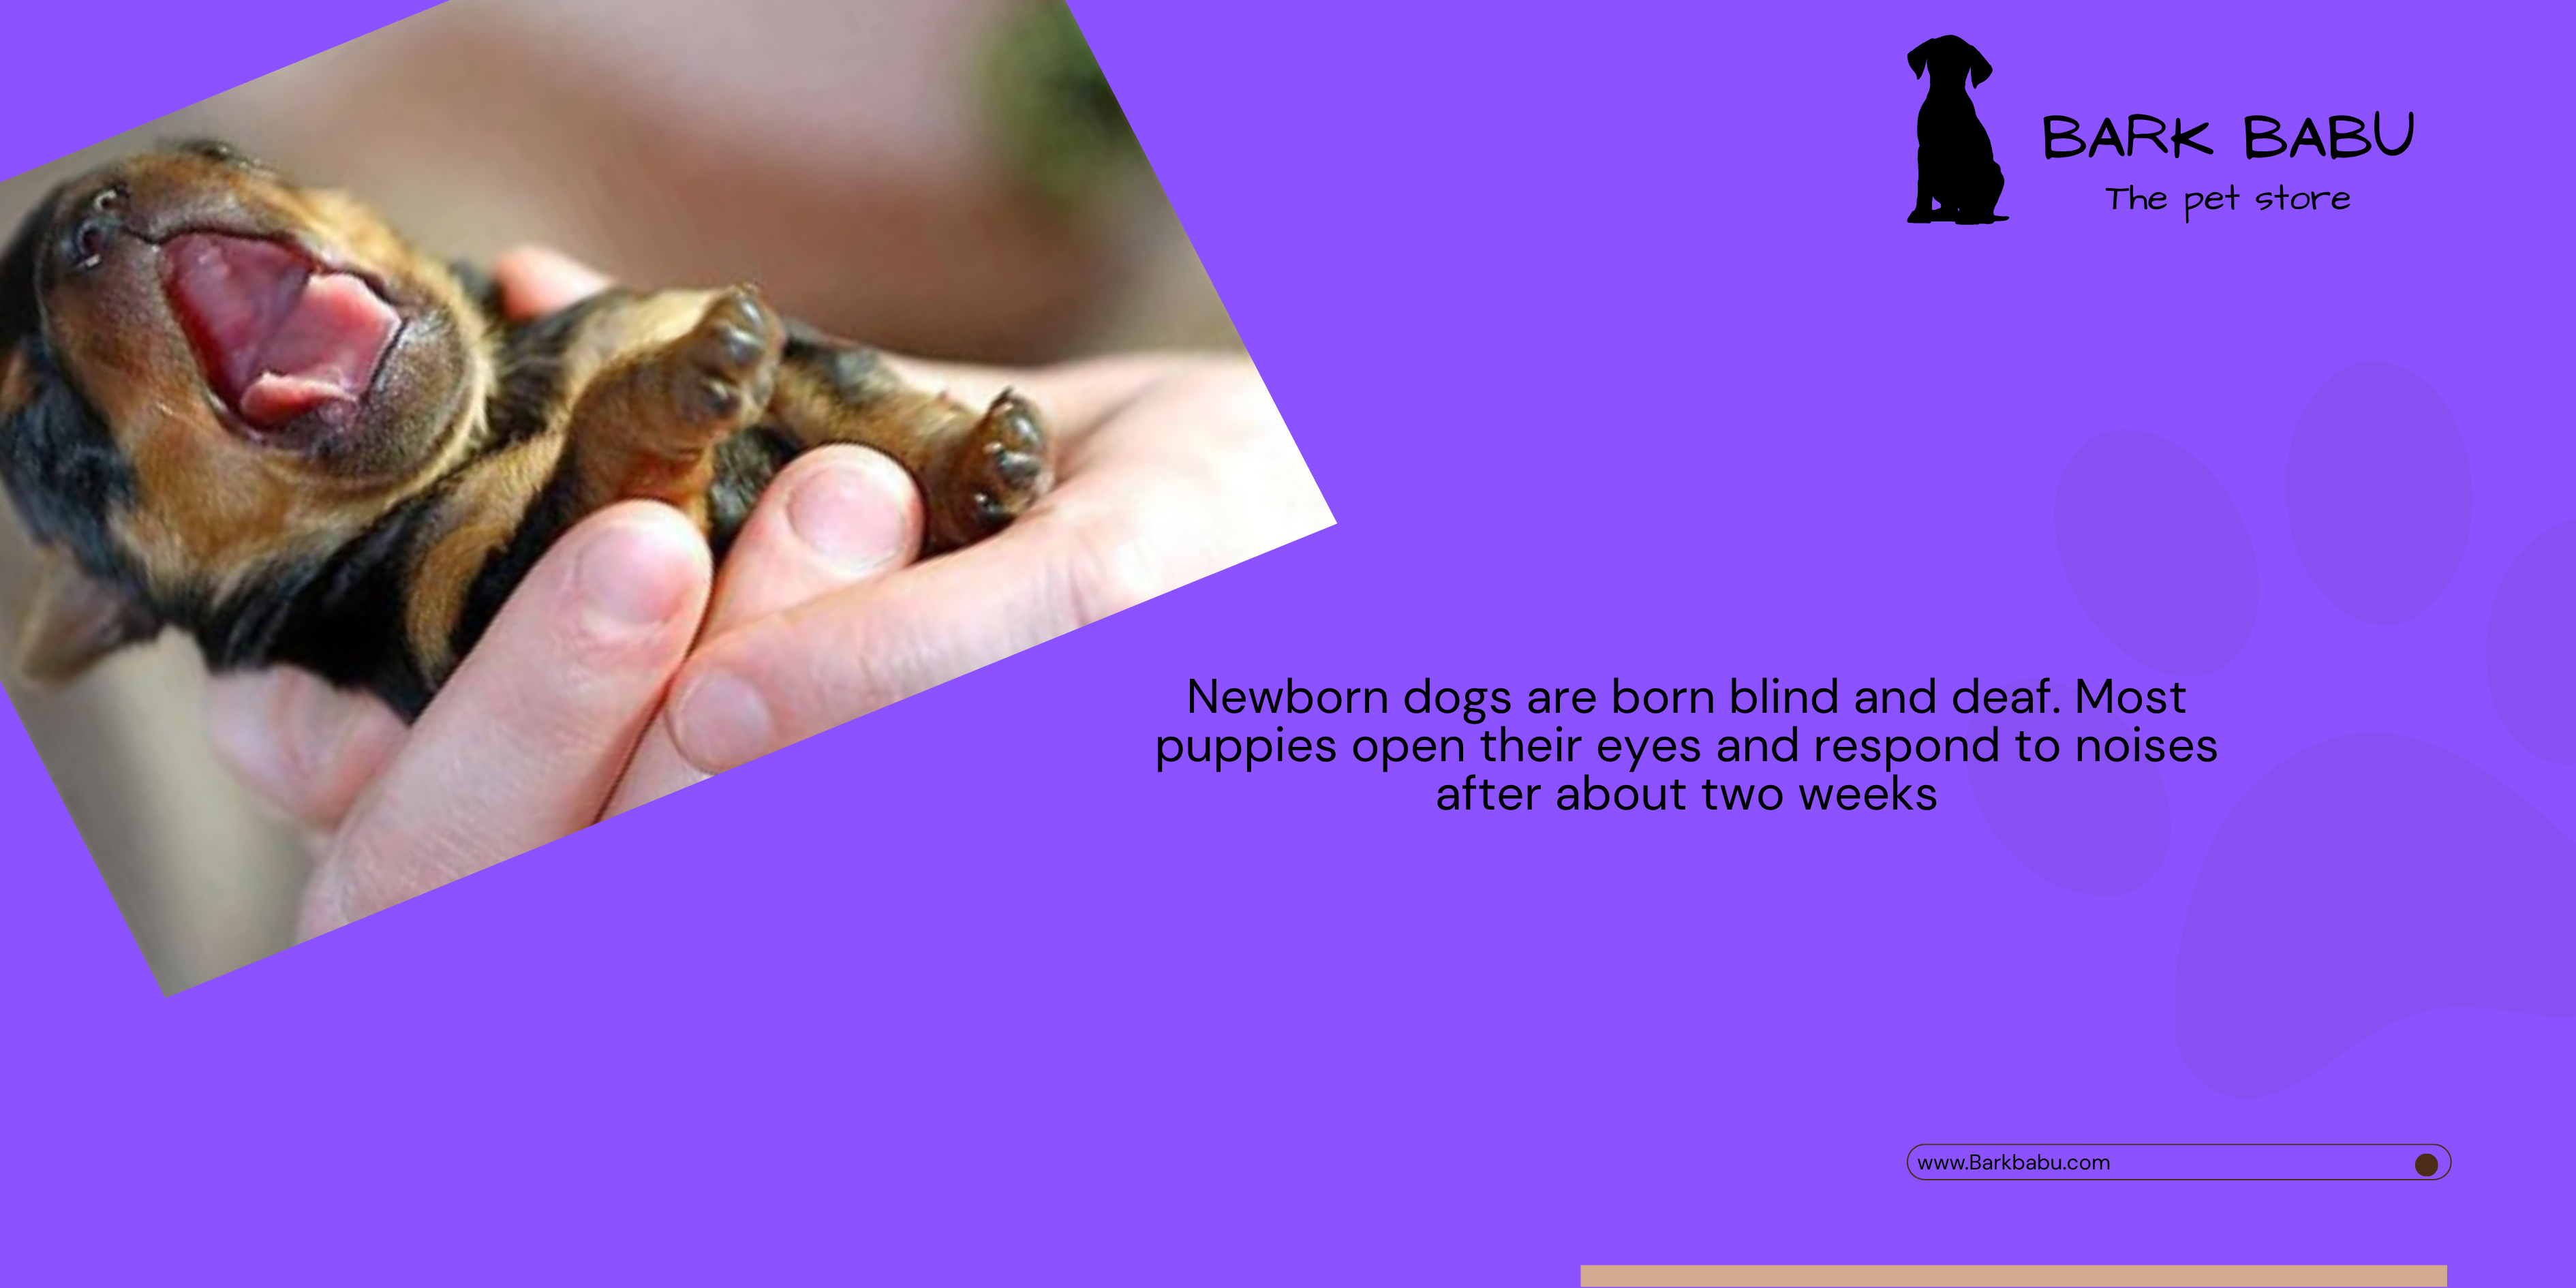 BARK BABU
The pet store
Newborn dogs are born blind and deaf. Most
puppies open their eyes and respond to noises
after about two weeks
www.Barkbabu.com